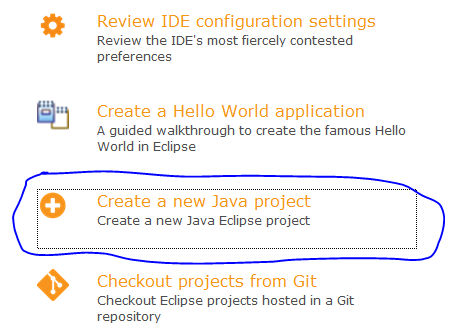 Review IDE configuration settings
Review the IDE's most fiercely contested
preferences
Create a Hello World application
A guided walkthrough to create the famous Hello
World in Eclipse
Create a new Java project
Create a new Java Eclipse project
Checkout projects from Git
Checkout Eclipse projects hosted in a Git
repository